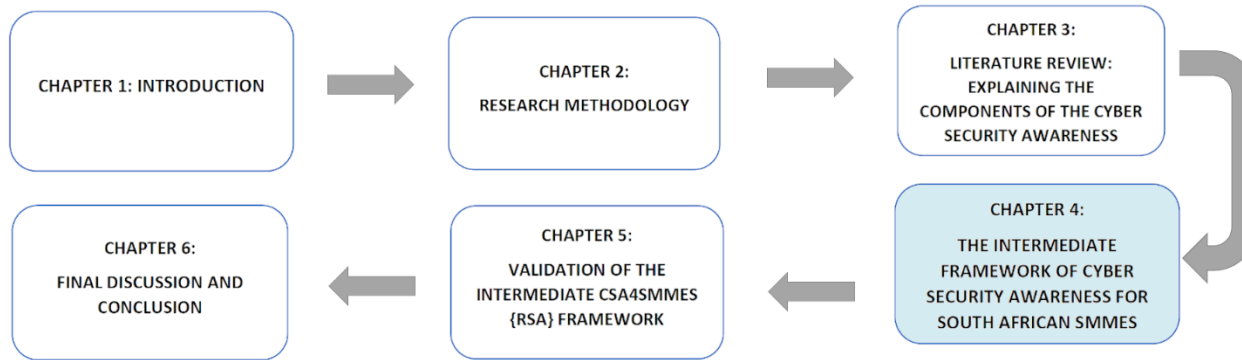 CHAPTER 1: INTRODUCTION
CHAPTER 2:
RESEARCH METHODOLOGY
CHAPTER 3:
LITERATURE REVIEW:
EXPLAINING THE
COMPONENTS OF THE CYBER
SECURITY AWARENESS
CHAPTER 4:
THE INTERMEDIATE
FRAMEWORK OF CYBER
SECURITY AWARENESS FOR
SOUTH AFRICAN SMMES
CHAPTER 5:
VALIDATION OF THE
INTERMEDIATE CSA4SMMES
{RSA} FRAMEWORK
CHAPTER 6:
FINAL DISCUSSION AND
CONCLUSION